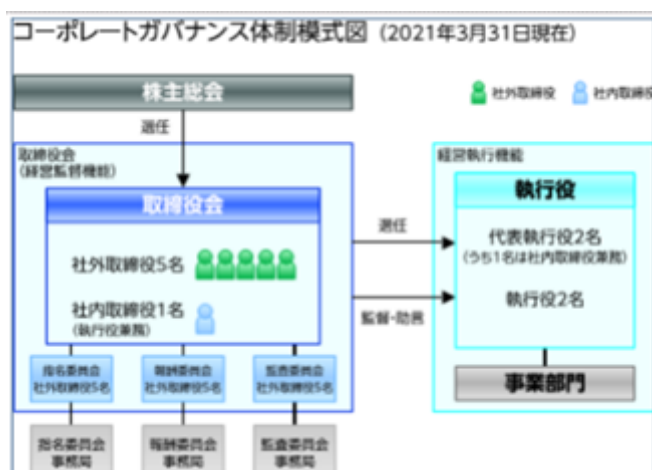 コーポレートガバナンス体制模式図（2021年3月31日現在）
株主総会
社外取締役
社内取締役
選任
取締役会
（経営監督機能）
取締役会
社外取締役5名
社内取締役1名
（執行役兼務）
指名委員会
社外取締役5名
報酬委員会
社外取締役5名
監査委員会
社外取締役5名
指名委員会
事務局
報酬委員会
事務局
監査委員会
事務局
選任
監督・助言
経営執行機能
執行役
代表執行役2名
（うち1名は社内取締役兼務）
執行役2名
事業部門